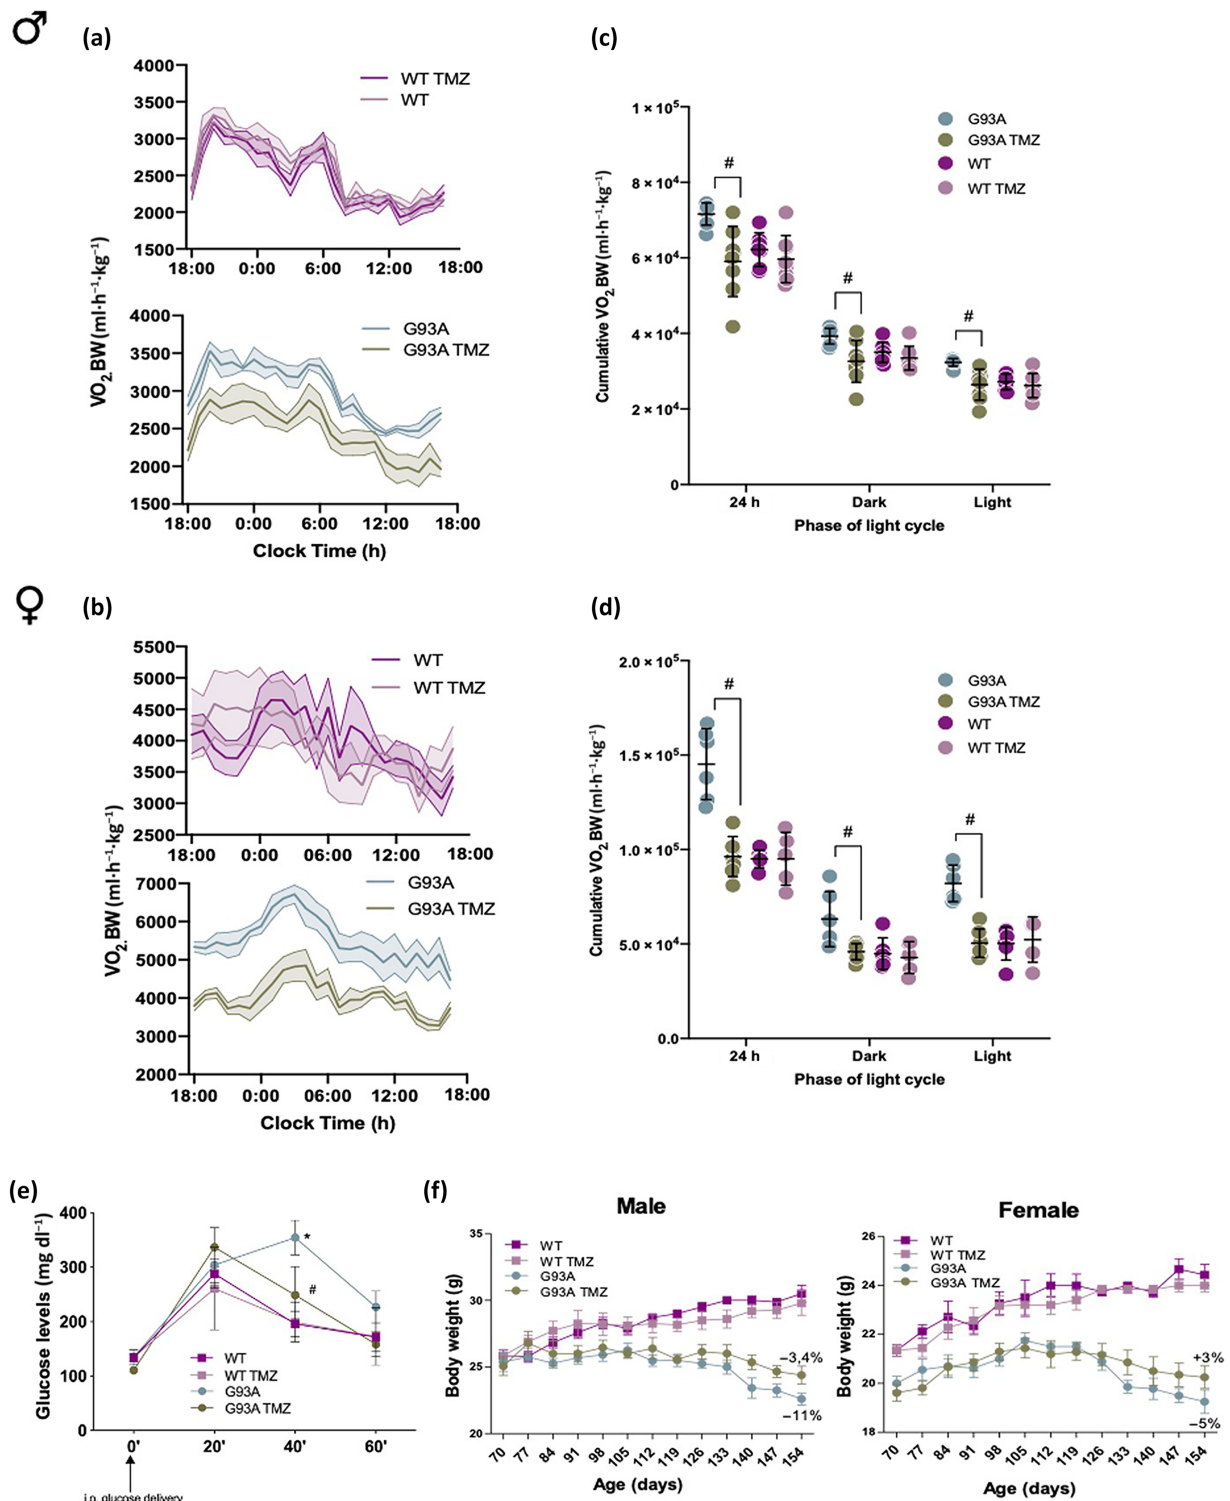 ♂
(a)
4000
3500
3000
2500
2000
1500
WT TMZ
WT
18:00 0:00 6:00 12:00 18:00
VO₂ BW (ml·h⁻¹·kg⁻¹)
4000
3500
3000
2500
2000
1500
G93A
G93A TMZ
18:00 0:00 6:00 12:00 18:00
Clock Time (h)
(c)
Cumulative VO₂ BW (ml·h⁻¹·kg⁻¹)
1 × 10⁵
8 × 10⁴
6 × 10⁴
4 × 10⁴
2 × 10⁴
0
G93A
G93A TMZ
WT
WT TMZ
# # #
24 h Dark Light
Phase of light cycle
♀
(b)
5500
5000
4500
4000
3500
3000
2500
WT
WT TMZ
18:00 0:00 06:00 12:00 18:00
VO₂ BW (ml·h⁻¹·kg⁻¹)
7000
6000
5000
4000
3000
2000
G93A
G93A TMZ
18:00 0:00 06:00 12:00 18:00
Clock Time (h)
(d)
Cumulative VO₂ BW (ml·h⁻¹·kg⁻¹)
2.0 × 10⁵
1.5 × 10⁵
1.0 × 10⁵
5.0 × 10⁴
0.0
G93A
G93A TMZ
WT
WT TMZ
# # #
24 h Dark Light
Phase of light cycle
(e)
Glucose levels (mg dl⁻¹)
400
300
200
100
0
*
#
WT
WT TMZ
G93A
G93A TMZ
0' 20' 40' 60'
i.p. glucose delivery
(f)
Male
Body weight (g)
35
30
25
20
WT
WT TMZ
G93A
G93A TMZ
–3,4%
–11%
70 77 84 91 98 105 112 119 126 133 140 147 154
Age (days)
Female
Body weight (g)
26
24
22
20
18
WT
WT TMZ
G93A
G93A TMZ
+3%
–5%
70 77 84 91 98 105 112 119 126 133 140 147 154
Age (days)